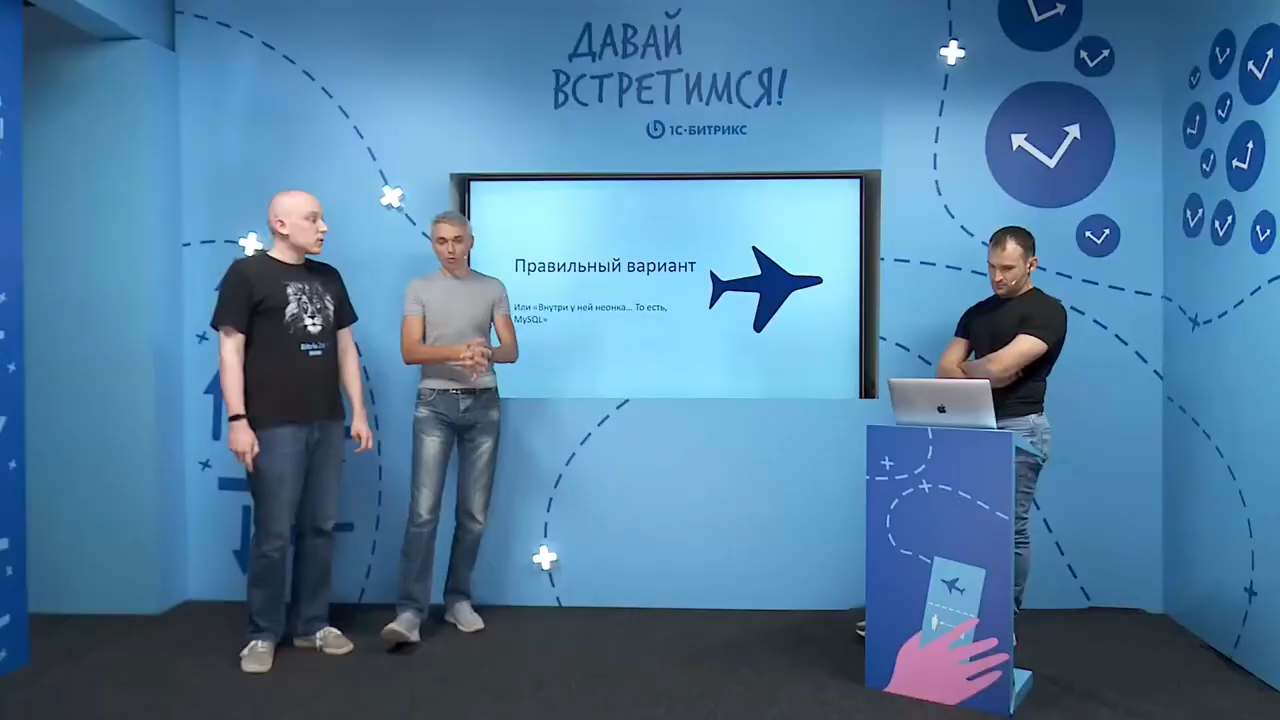 ДАВАЙ
ВСТРЕТИМСЯ!
1С·БИТРИКС
Правильный вариант
Или «Внутри у ней неонка... То есть,
MySQL»